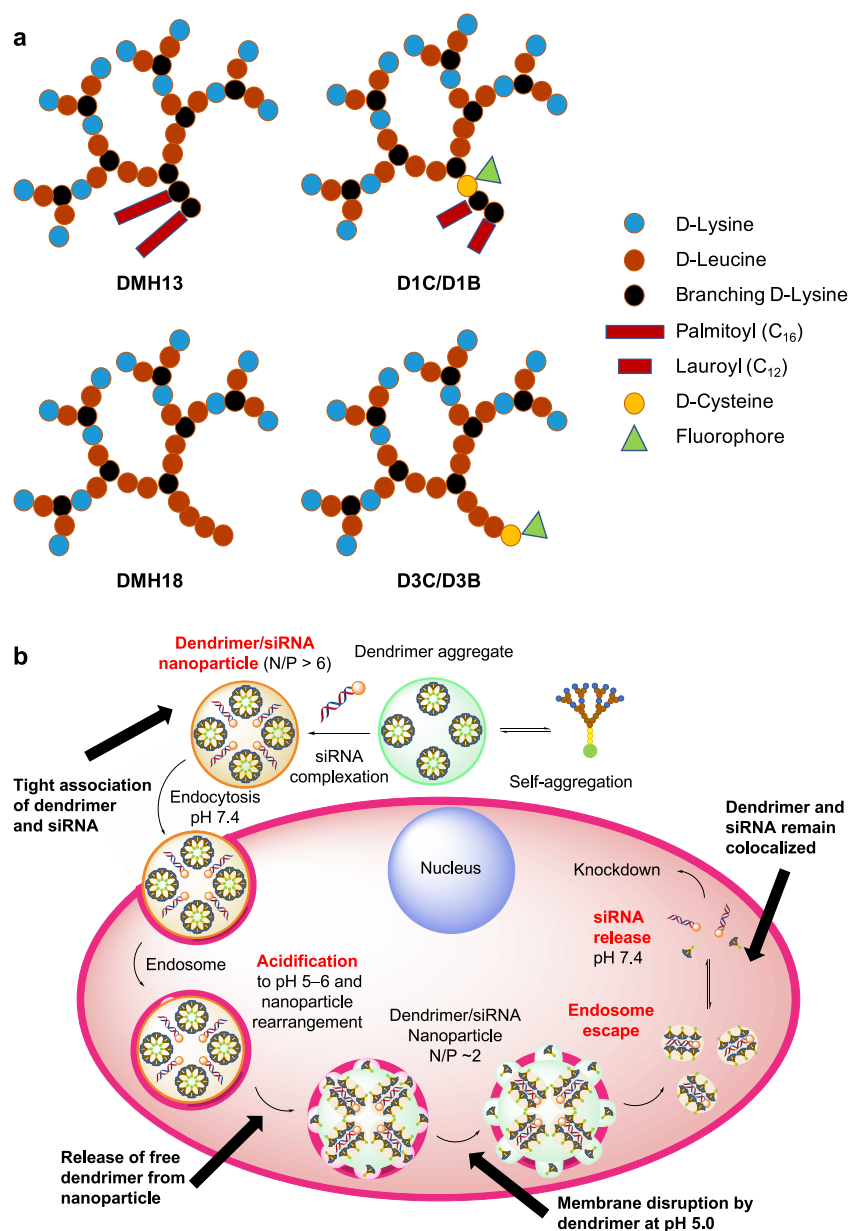 a
DMH13
D1C/D1B
DMH18
D3C/D3B
D-Lysine
D-Leucine
Branching D-Lysine
Palmitoyl (C₁₆)
Lauroyl (C₁₂)
D-Cysteine
Fluorophore
b
Dendrimer/siRNA
nanoparticle (N/P > 6)
Dendrimer aggregate
siRNA
complexation
Self-aggregation
Tight association
of dendrimer
and siRNA
Endocytosis
pH 7.4
Nucleus
Dendrimer and
siRNA remain
colocalized
Knockdown
siRNA
release
pH 7.4
Endosome
Acidification
to pH 5–6 and
nanoparticle
rearrangement
Dendrimer/siRNA
Nanoparticle
N/P ~2
Endosome
escape
Release of free
dendrimer from
nanoparticle
Membrane disruption by
dendrimer at pH 5.0